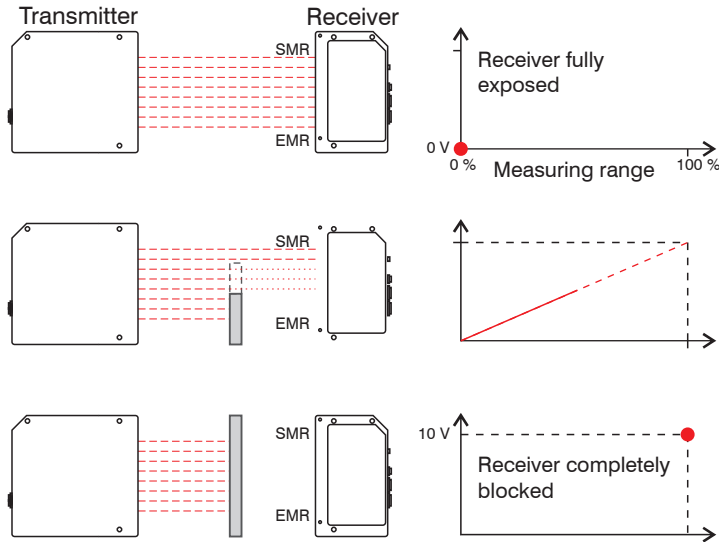 Transmitter
Receiver
SMR
EMR
Receiver fully
exposed
0 V
0 %
Measuring range
100 %
SMR
EMR
SMR
EMR
10 V
Receiver completely
blocked